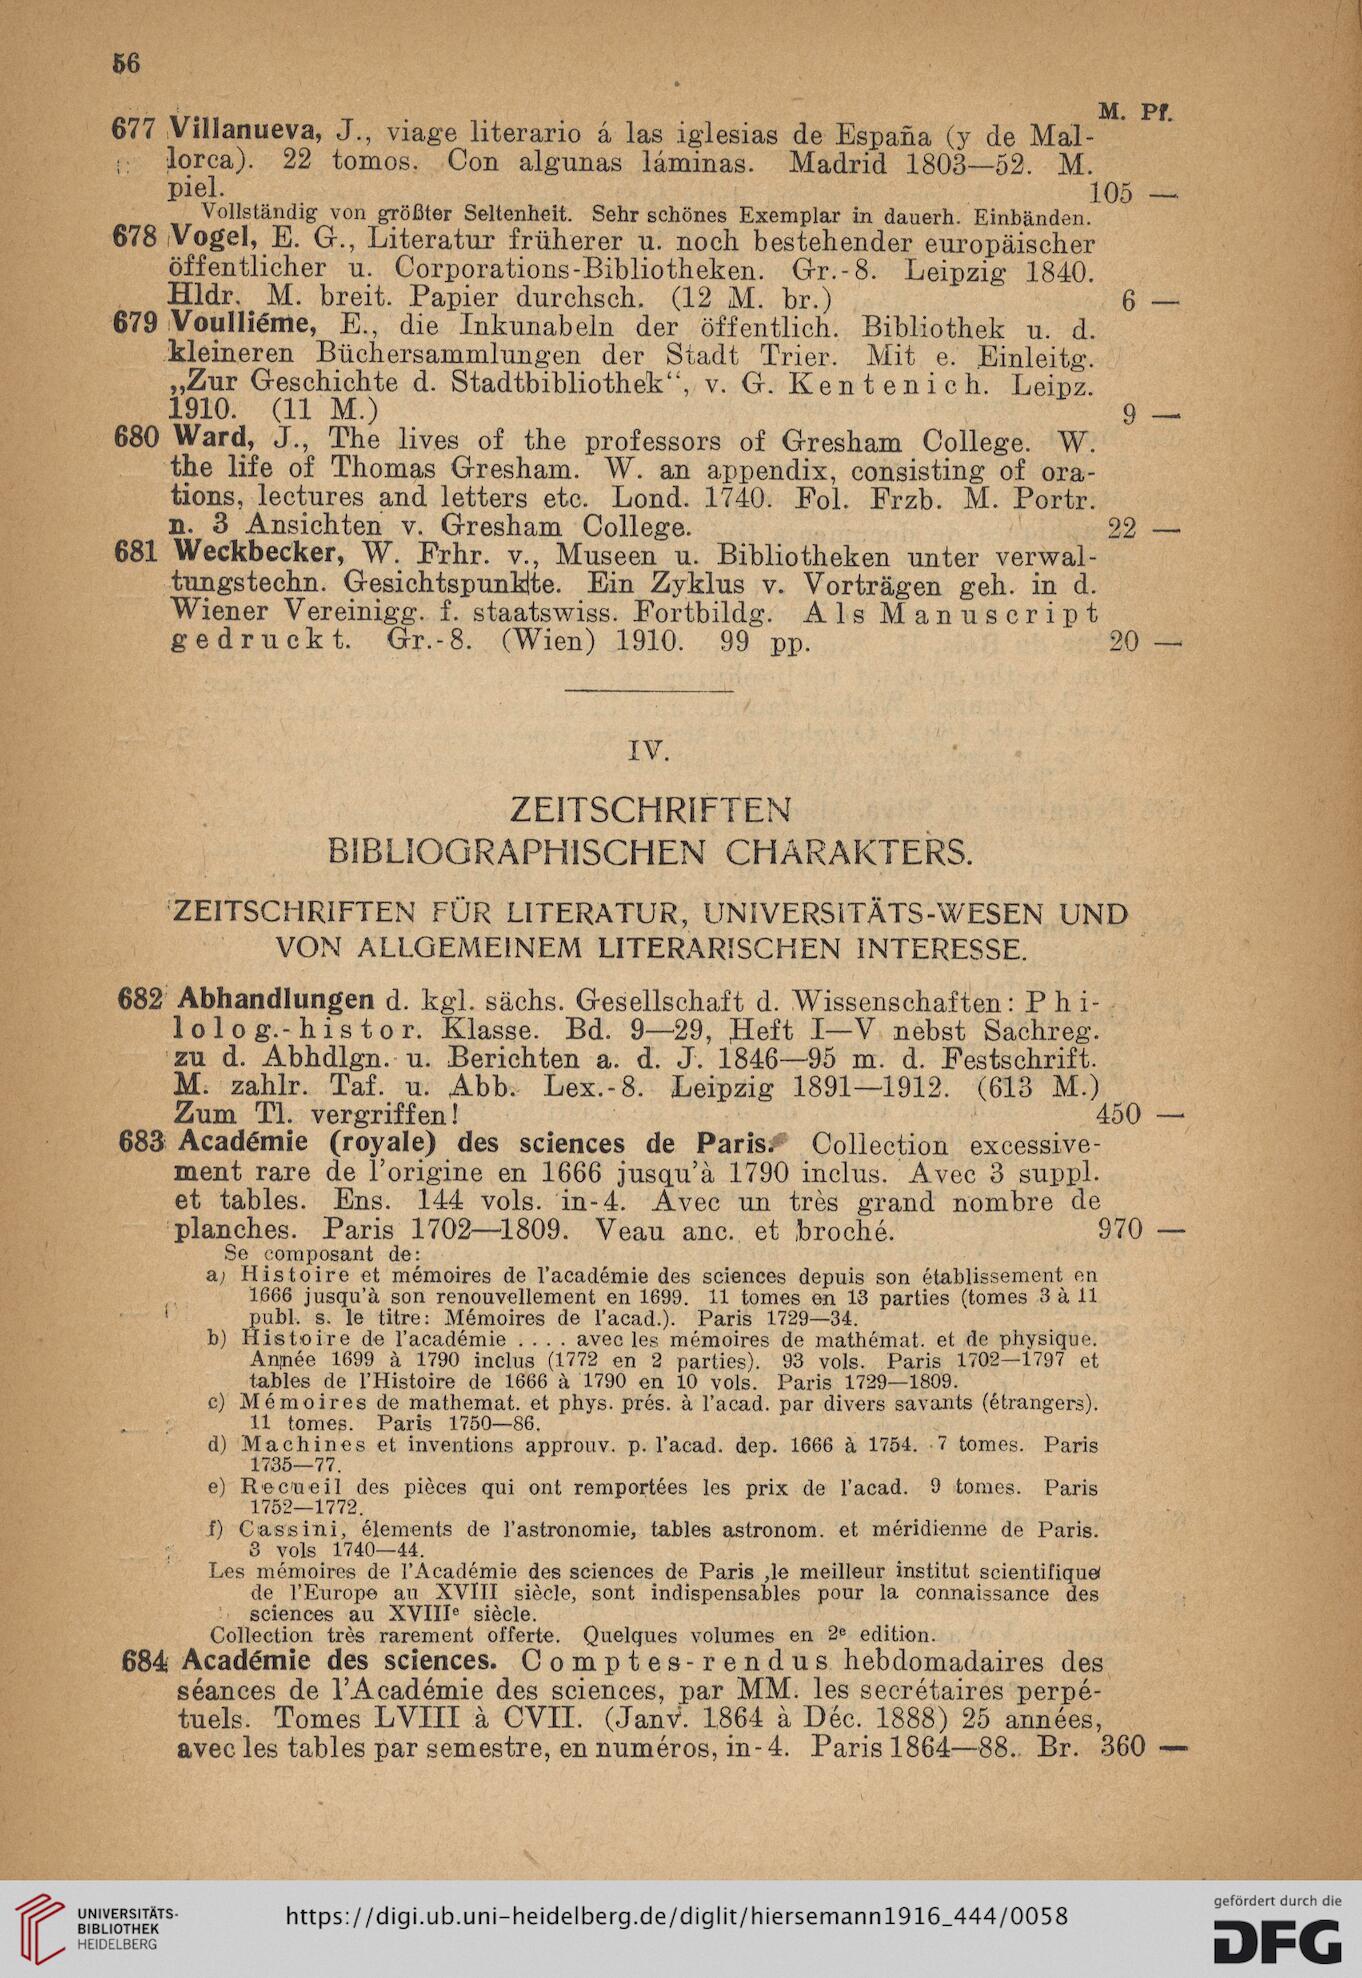 56
M. Pf.
677 Villanueva, J., viage literario á las iglesias de España (y de Mal-
lorca). 22 tomos. Con algunas láminas. Madrid 1803—52. M.
piel. 105 —
Vollständig von größter Seltenheit. Sehr schönes Exemplar in dauerh. Einbänden.
678 Vogel, E. G., Literatur früherer u. noch bestehender europäischer
öffentlicher u. Corporations-Bibliotheken. Gr.-8. Leipzig 1840.
Hldr. M. breit. Papier durchsch. (12 M. br.) 6 —
679 Voulliéme, E., die Inkunabeln der öffentlich. Bibliothek u. d.
kleineren Büchersammlungen der Stadt Trier. Mit e. Einleitg.
„Zur Geschichte d. Stadtbibliothek“, v. G. Kentenich. Leipz.
1910. (11 M.) 9 —
680 Ward, J., The lives of the professors of Gresham College. W.
the life of Thomas Gresham. W. an appendix, consisting of ora-
tions, lectures and letters etc. Lond. 1740. Fol. Frzb. M. Portr.
n. 3 Ansichten v. Gresham College. 22 —
681 Weckbecker, W. Frhr. v., Museen u. Bibliotheken unter verwal-
tungstechn. Gesichtspunkte. Ein Zyklus v. Vorträgen geh. in d.
Wiener Vereinigg. f. staatswiss. Fortbildg. Als Manuscript
gedruckt. Gr.-8. (Wien) 1910. 99 pp. 20 —
IV.
ZEITSCHRIFTEN
BIBLIOGRAPHISCHEN CHARAKTERS.
ZEITSCHRIFTEN FÜR LITERATUR, UNIVERSITÄTS-WESEN UND
VON ALLGEMEINEM LITERARISCHEN INTERESSE.
682 Abhandlungen d. kgl. sächs. Gesellschaft d. Wissenschaften: Phi-
lolog.-histor. Klasse. Bd. 9—29, Heft I—V nebst Sachreg.
zu d. Abhdlgn. u. Berichten a. d. J. 1846—95 m. d. Festschrift.
M. zahlr. Taf. u. Abb. Lex.-8. Leipzig 1891—1912. (613 M.)
Zum Tl. vergriffen! 450 —
683 Académie (royale) des sciences de Paris. Collection excessive-
ment rare de l'origine en 1666 jusqu'à 1790 inclus. Avec 3 suppl.
et tables. Ens. 144 vols. in-4. Avec un très grand nombre de
planches. Paris 1702—1809. Veau anc. et broché. 970 —
Se composant de:
a) Histoire et mémoires de l'académie des sciences depuis son établissement en
1666 jusqu'à son renouvellement en 1699. 11 tomes en 13 parties (tomes 3 à 11
publ. s. le titre: Mémoires de l'acad.). Paris 1729—34.
b) Histoire de l'académie .... avec les mémoires de mathémat. et de physique.
Année 1699 à 1790 inclus (1772 en 2 parties). 93 vols. Paris 1702—1797 et
tables de l'Histoire de 1666 à 1790 en 10 vols. Paris 1729—1809.
c) Mémoires de mathemat. et phys. prés. à l'acad. par divers savants (étrangers).
11 tomes. Paris 1750—86.
d) Machines et inventions approuv. p. l'acad. dep. 1666 à 1754. 7 tomes. Paris
1735—77.
e) Recueil des pièces qui ont remportées les prix de l'acad. 9 tomes. Paris
1752—1772.
f) Cassini, élements de l'astronomie, tables astronom. et méridienne de Paris.
3 vols 1740—44.
Les mémoires de l'Académie des sciences de Paris ,le meilleur institut scientifique
de l'Europe au XVIII siècle, sont indispensables pour la connaissance des
sciences au XVIIIe siècle.
Collection très rarement offerte. Quelques volumes en 2e edition.
684 Académie des sciences. Comptes-rendus hebdomadaires des
séances de l'Académie des sciences, par MM. les secrétaires perpé-
tuels. Tomes LVIII à CVII. (Janv. 1864 à Déc. 1888) 25 années,
avec les tables par semestre, en numéros, in-4. Paris 1864—88. Br. 360 —
UNIVERSITÄTS-
BIBLIOTHEK
HEIDELBERG
https://digi.ub.uni-heidelberg.de/diglit/hiersemann1916_444/0058
gefördert durch die
DFG